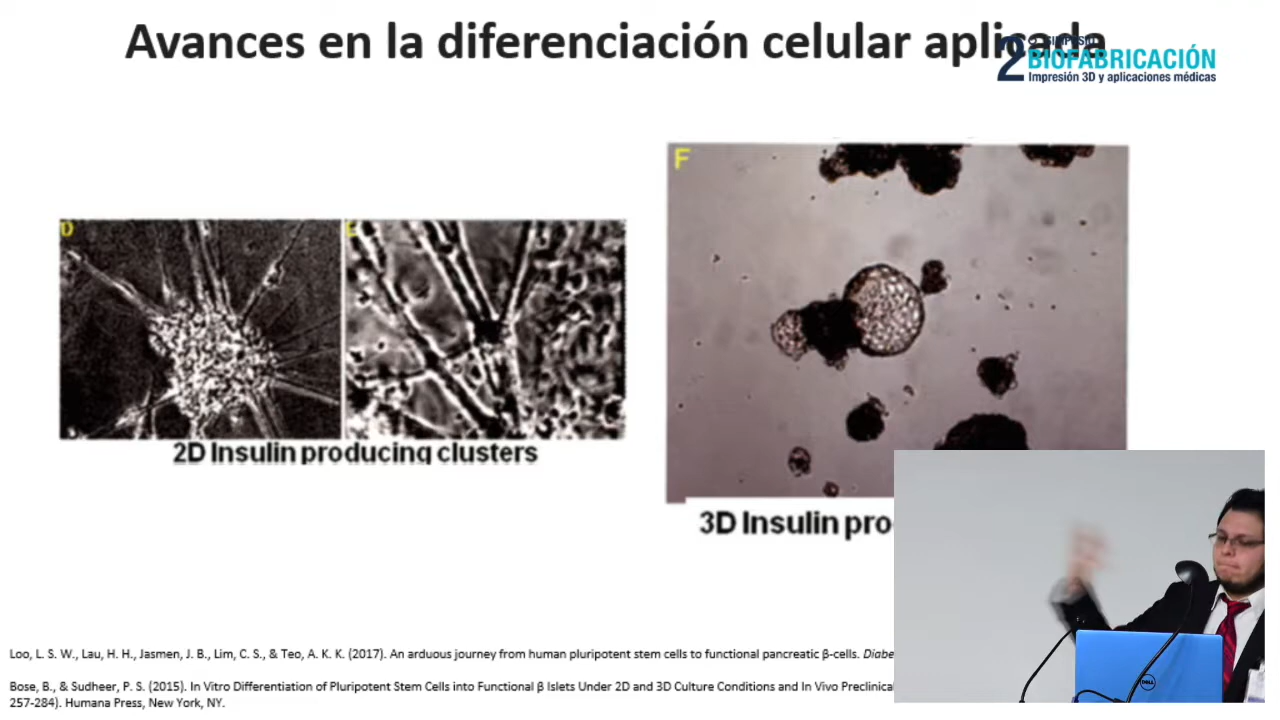 Avances en la diferenciación celular aplicada
2º SIMPOSIO
BIOFABRICACIÓN
Impresión 3D y aplicaciones médicas
D
E
F
2D Insulin producing clusters
3D Insulin pro
Loo, L. S. W., Lau, H. H., Jasmen, J. B., Lim, C. S., & Teo, A. K. K. (2017). An arduous journey from human pluripotent stem cells to functional pancreatic β-cells. Diabe
Bose, B., & Sudheer, P. S. (2015). In Vitro Differentiation of Pluripotent Stem Cells into Functional β Islets Under 2D and 3D Culture Conditions and In Vivo Preclinical
257-284). Humana Press, New York, NY.
DELL